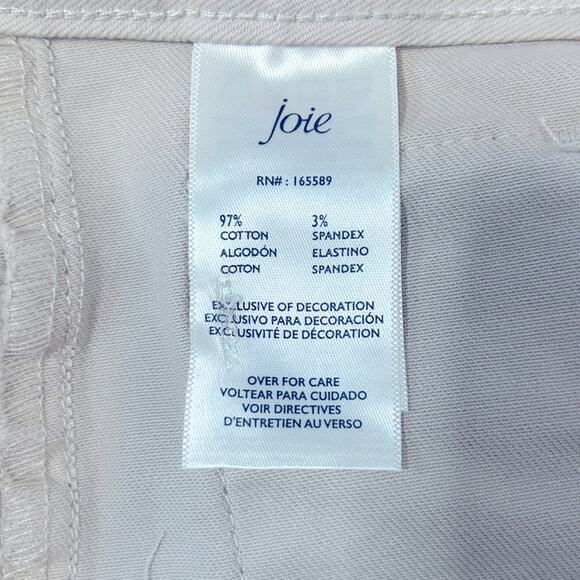 joie
RN# : 165589
97% 3%
COTTON SPANDEX
ALGODÓN ELASTINO
COTON SPANDEX
EXCLUSIVE OF DECORATION
EXCLUSIVO PARA DECORACIÓN
EXCLUSIVITÉ DE DÉCORATION
OVER FOR CARE
VOLTEAR PARA CUIDADO
VOIR DIRECTIVES
D'ENTRETIEN AU VERSO